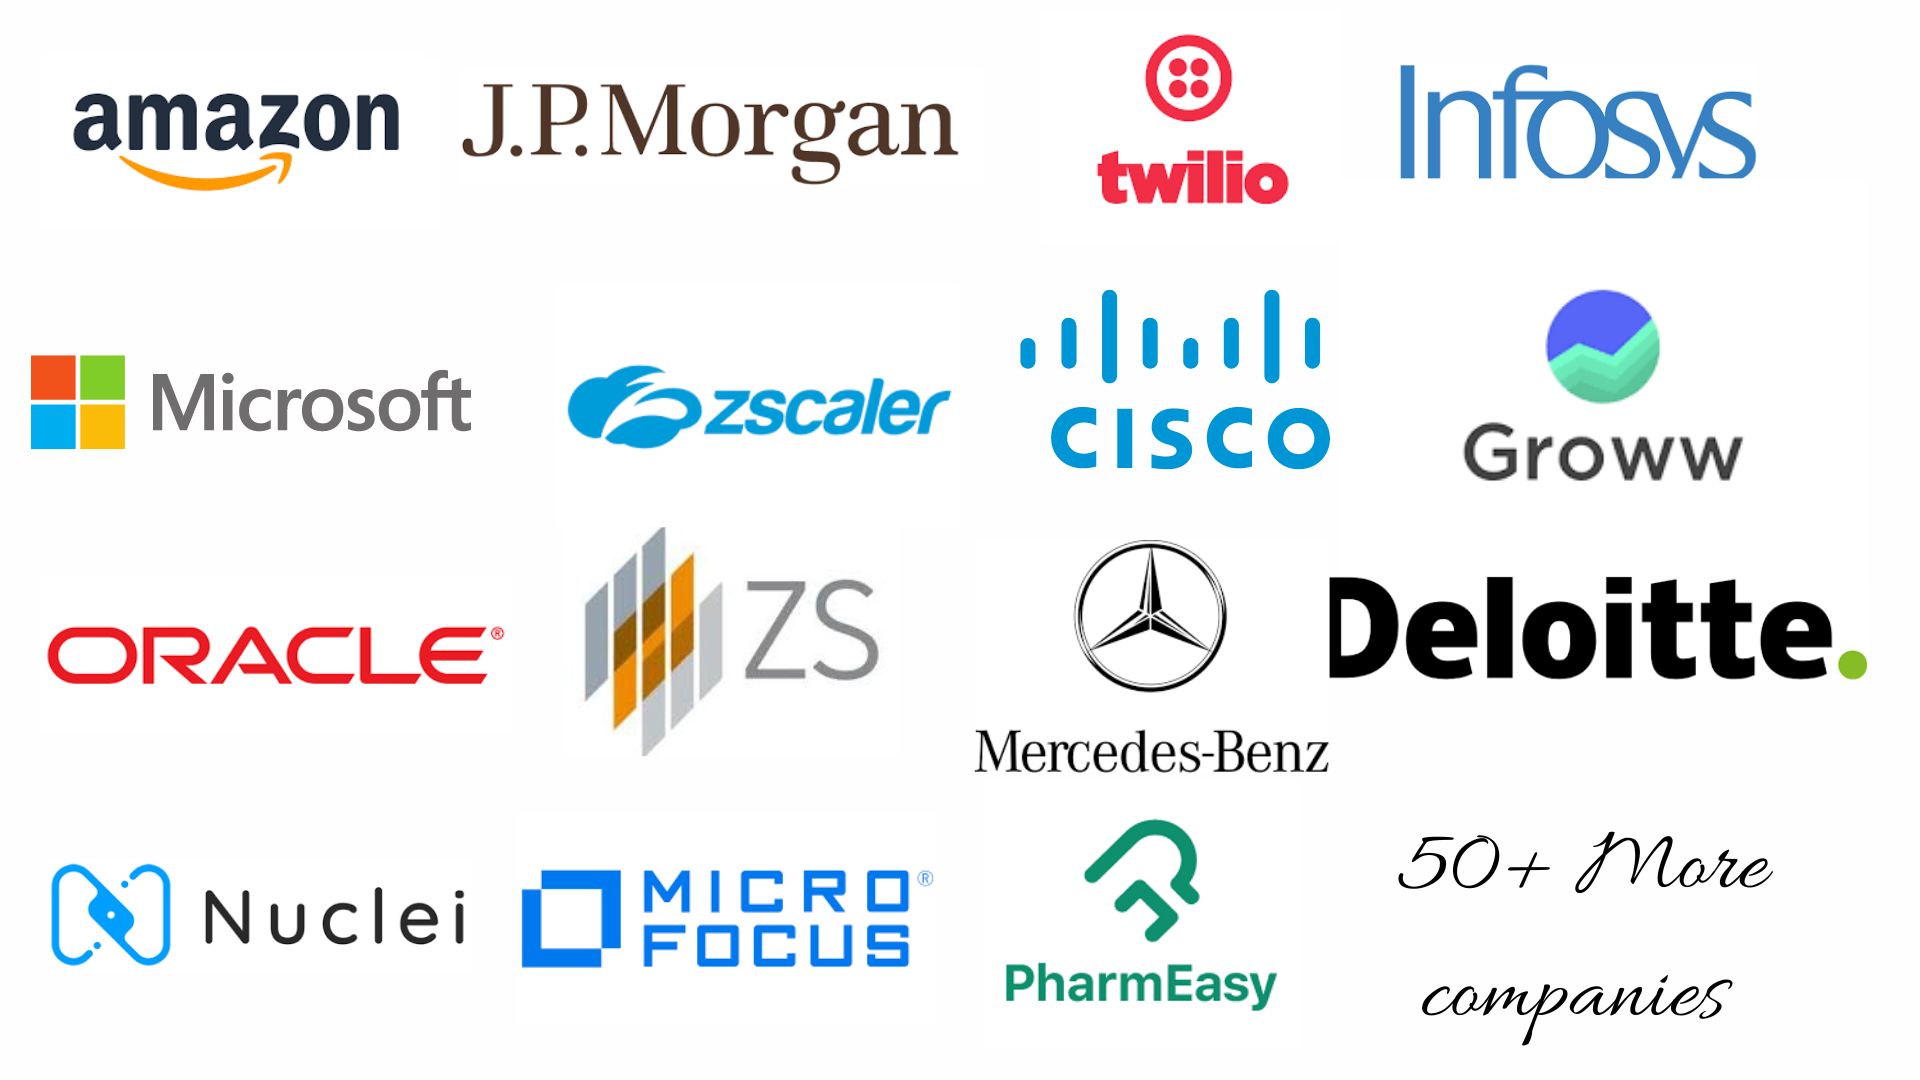 amazon
J.P.Morgan
twilio
Infosys
Microsoft
zscaler
CISCO
Groww
ORACLE®
ZS
Mercedes-Benz
Deloitte.
Nuclei
MICRO®
FOCUS
PharmEasy
50+ More
companies